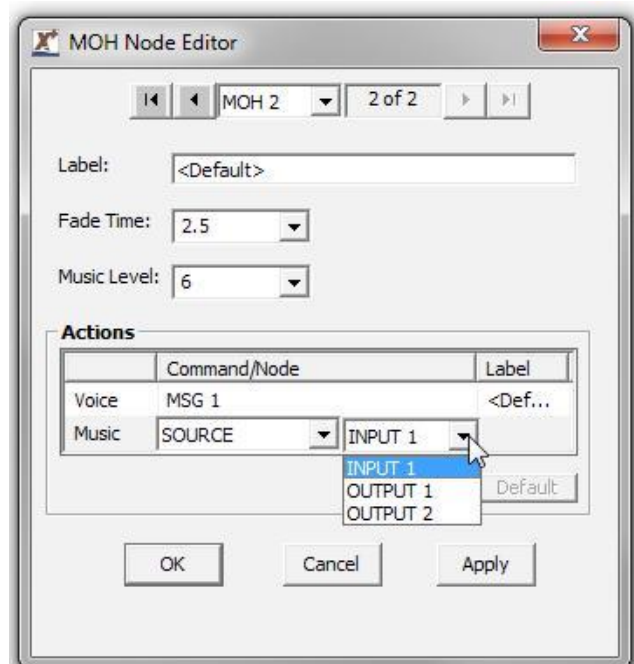 MOH Node Editor
MOH 2 2 of 2
Label: <Default>
Fade Time: 2.5
Music Level: 6
Actions
Command/Node Label
Voice MSG 1 <Def...
Music SOURCE INPUT 1
INPUT 1
OUTPUT 1
OUTPUT 2
Default
OK Cancel Apply